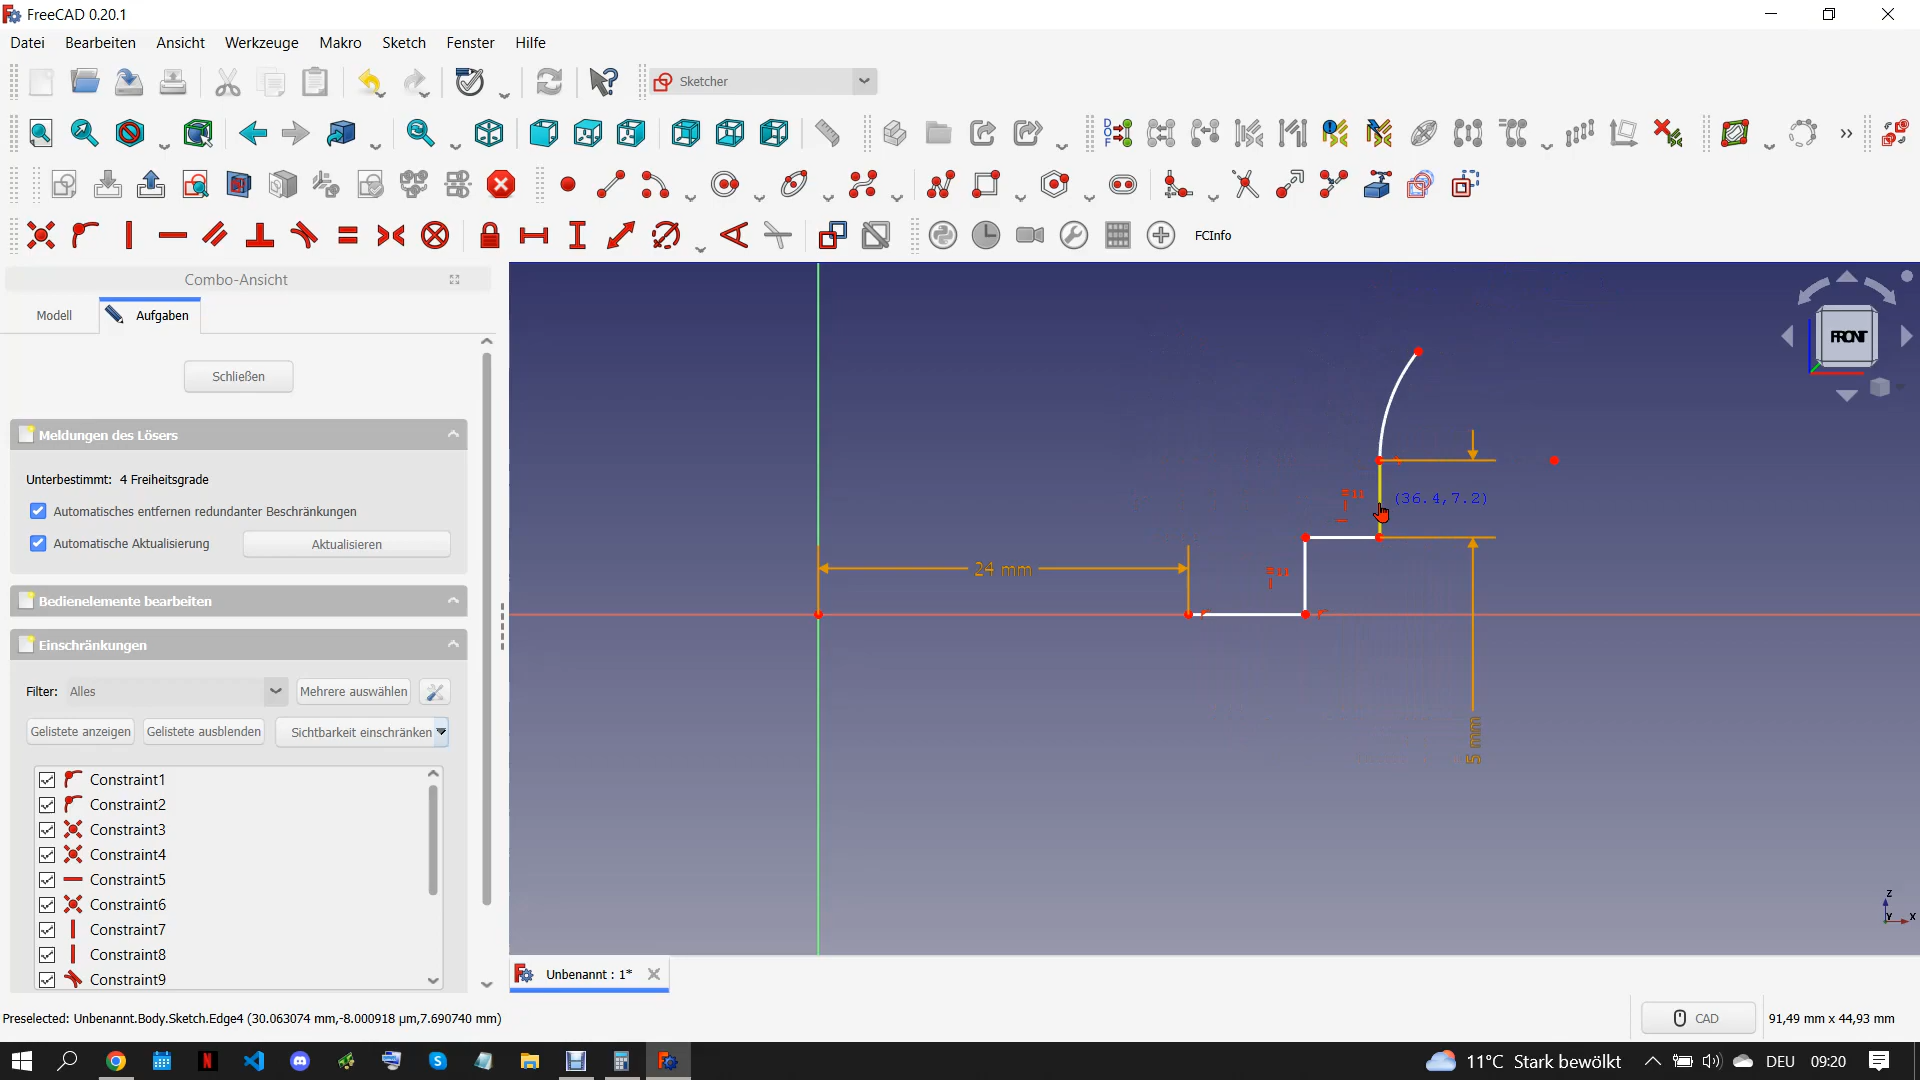 FreeCAD 0.20.1
Datei Bearbeiten Ansicht Werkzeuge Makro Sketch Fenster Hilfe
Sketcher
FCInfo
Combo-Ansicht
Modell Aufgaben
Schließen
Meldungen des Lösers
Unterbestimmt: 4 Freiheitsgrade
Automatisches entfernen redundanter Beschränkungen
Automatische Aktualisierung Aktualisieren
Bedienelemente bearbeiten
Einschränkungen
Filter: Alles Mehrere auswählen
Gelistete anzeigen Gelistete ausblenden Sichtbarkeit einschränken
Constraint1
Constraint2
Constraint3
Constraint4
Constraint5
Constraint6
Constraint7
Constraint8
Constraint9
FRONT
(36.4,7.2)
24 mm
5 mm
Z
Y X
Unbenannt : 1*
Preselected: Unbenannt.Body.Sketch.Edge4 (30.063074 mm,-8.000918 µm,7.690740 mm)
CAD 91,49 mm x 44,93 mm
11°C Stark bewölkt DEU 09:20